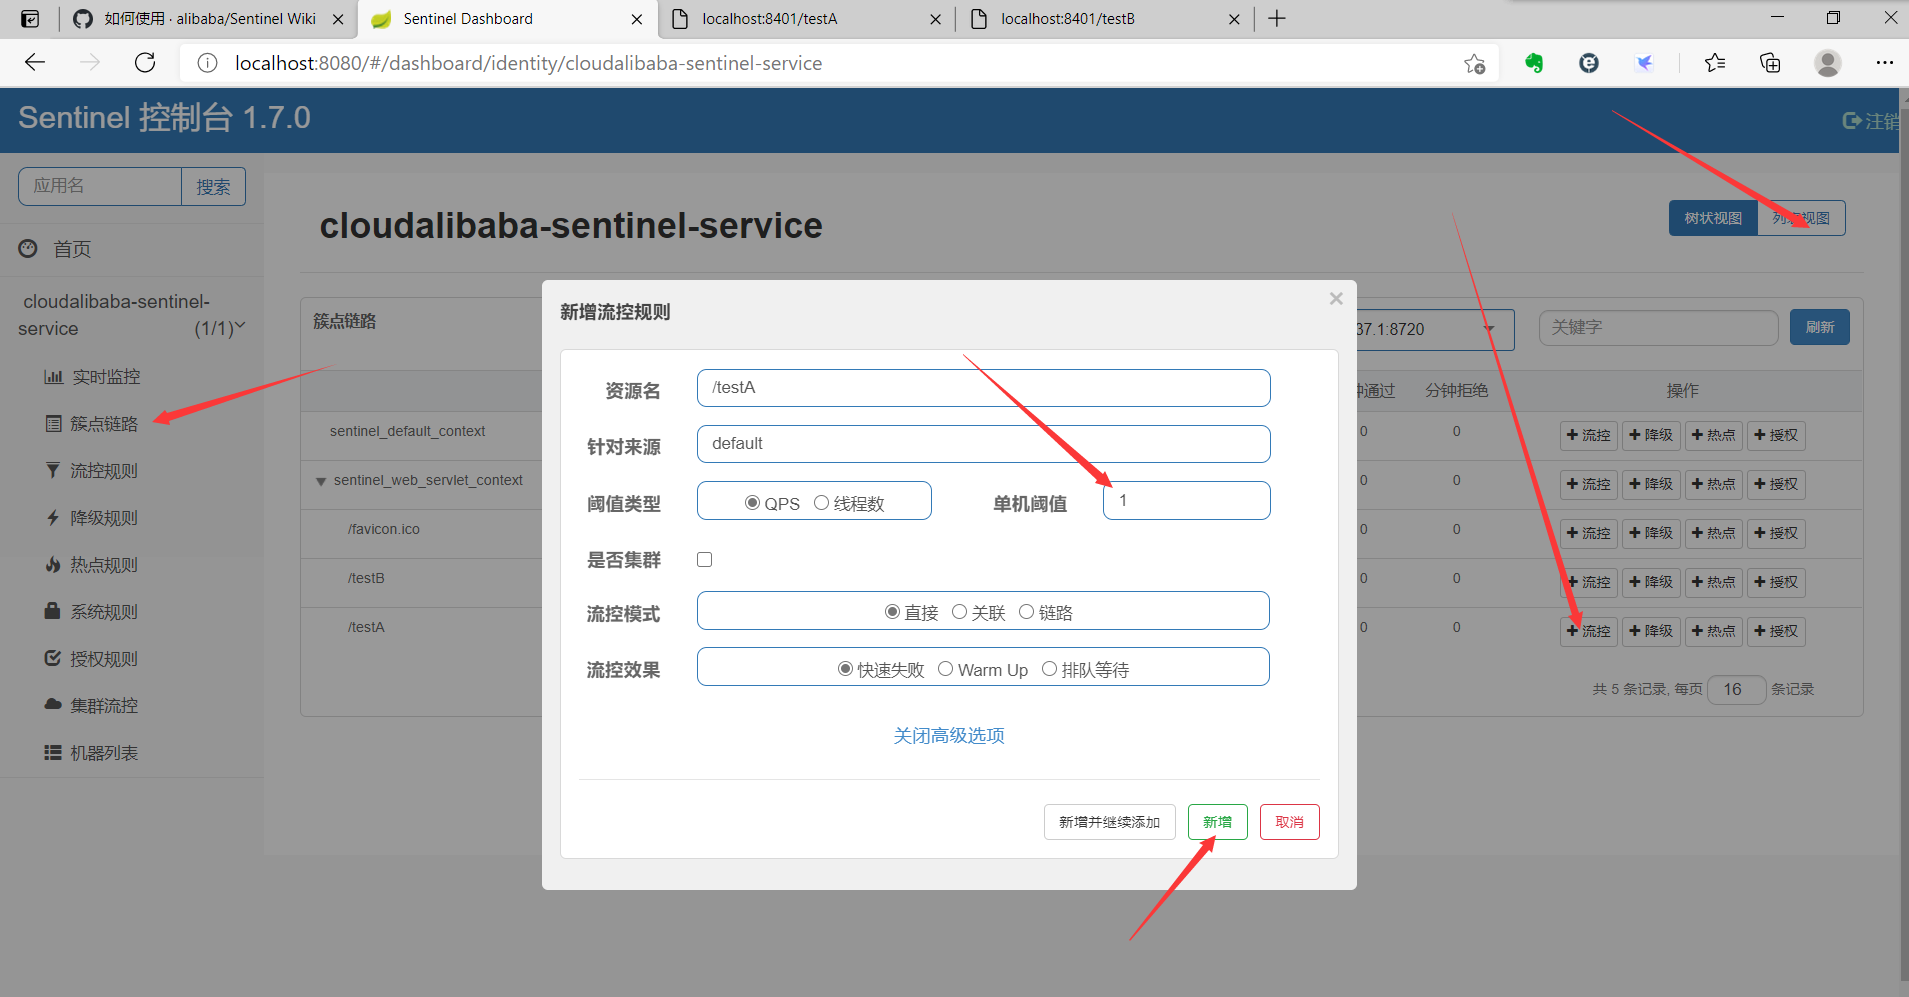 如何使用 · alibaba/Sentinel Wiki
Sentinel Dashboard
localhost:8401/testA
localhost:8401/testB
localhost:8080/#/dashboard/identity/cloudalibaba-sentinel-service
Sentinel 控制台 1.7.0
注销
应用名 搜索
首页
cloudalibaba-sentinel-
service (1/1)
实时监控
簇点链路
流控规则
降级规则
热点规则
系统规则
授权规则
集群流控
机器列表
cloudalibaba-sentinel-service
树状视图 列表视图
簇点链路
37.1:8720 关键字 刷新
钟通过 分钟拒绝 操作
sentinel_default_context 0 0 流控 降级 热点 授权
sentinel_web_servlet_context 0 0 流控 降级 热点 授权
/favicon.ico 0 0 流控 降级 热点 授权
/testB 0 0 流控 降级 热点 授权
/testA 0 0 流控 降级 热点 授权
共 5 条记录, 每页 16 条记录
新增流控规则
资源名 /testA
针对来源 default
阈值类型 QPS 线程数 单机阈值 1
是否集群
流控模式 直接 关联 链路
流控效果 快速失败 Warm Up 排队等待
关闭高级选项
新增并继续添加 新增 取消